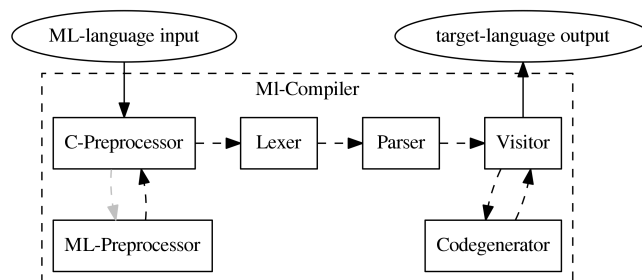 ML-language input
target-language output
Ml-Compiler
C-Preprocessor
Lexer
Parser
Visitor
ML-Preprocessor
Codegenerator